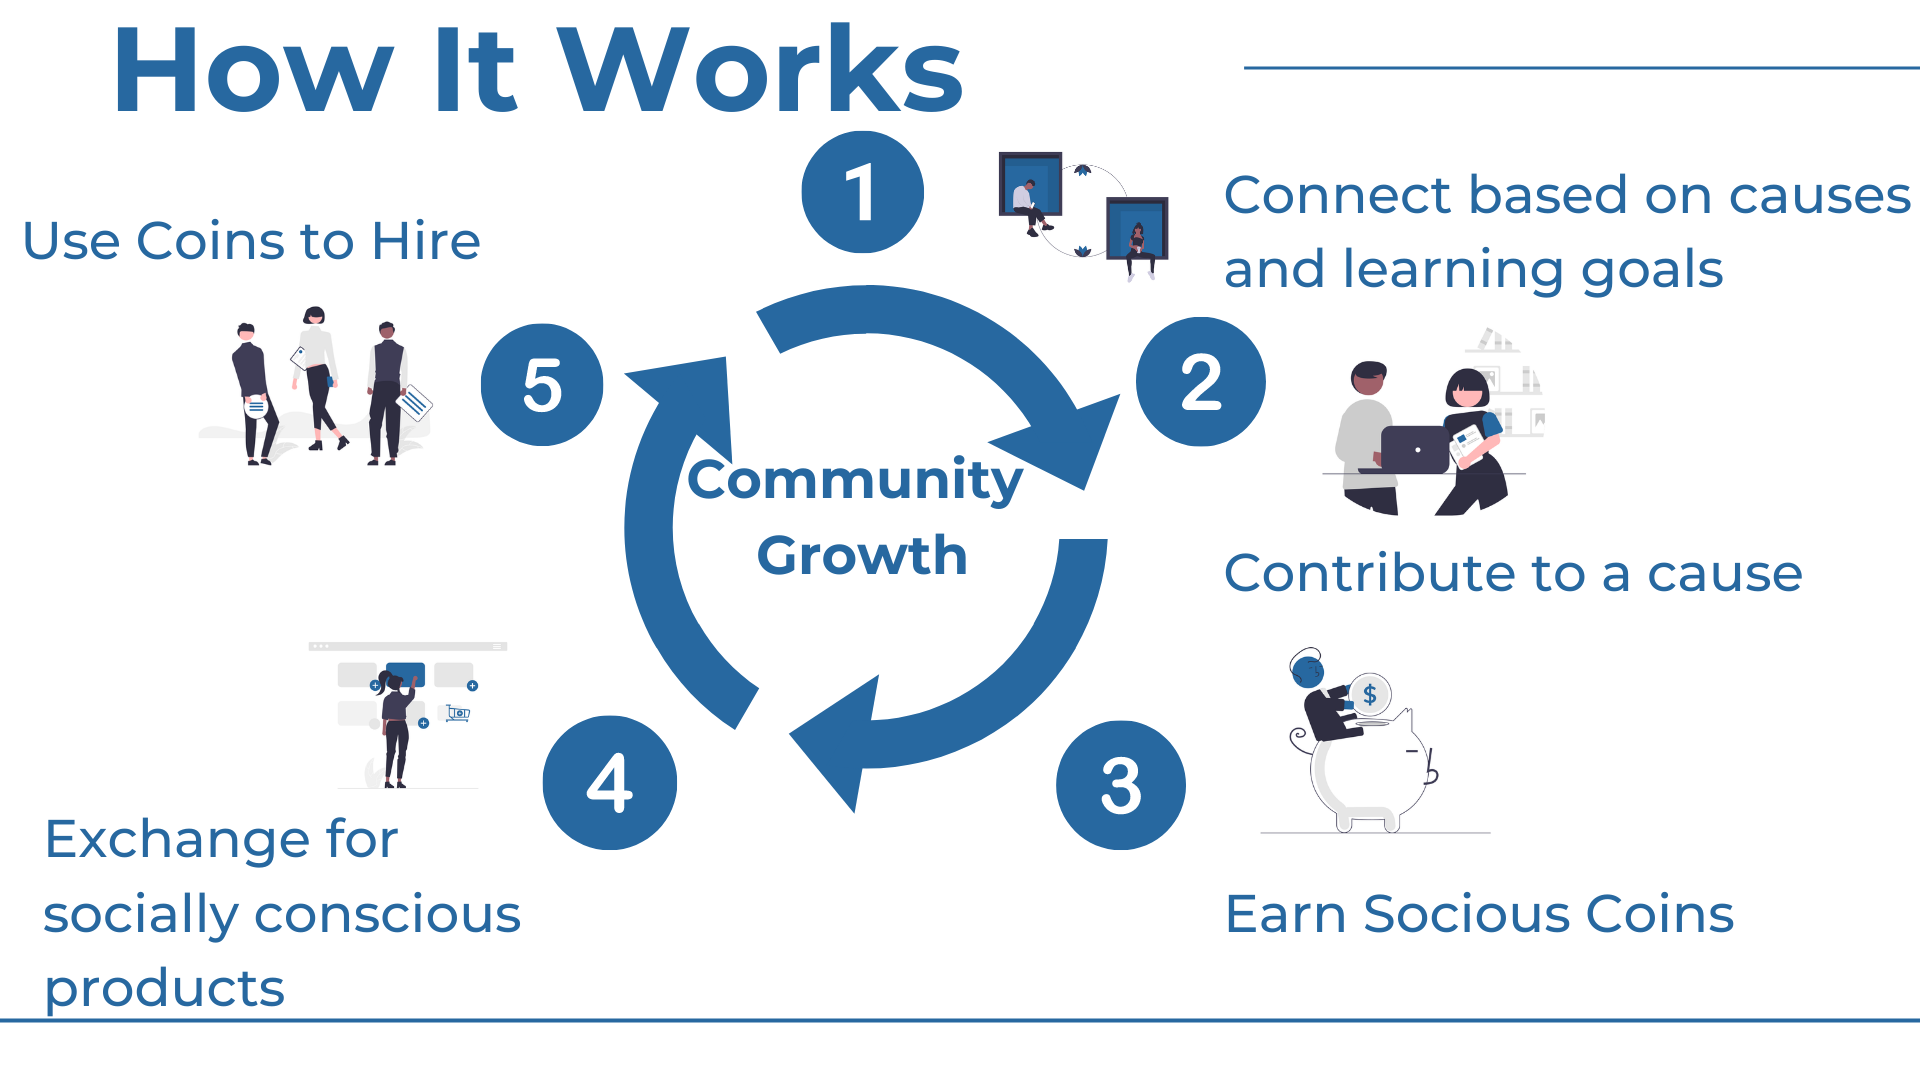 How It Works
1
Connect based on causes
and learning goals
2
Contribute to a cause
3
Earn Socious Coins
4
Exchange for
socially conscious
products
5
Use Coins to Hire
Community
Growth
$